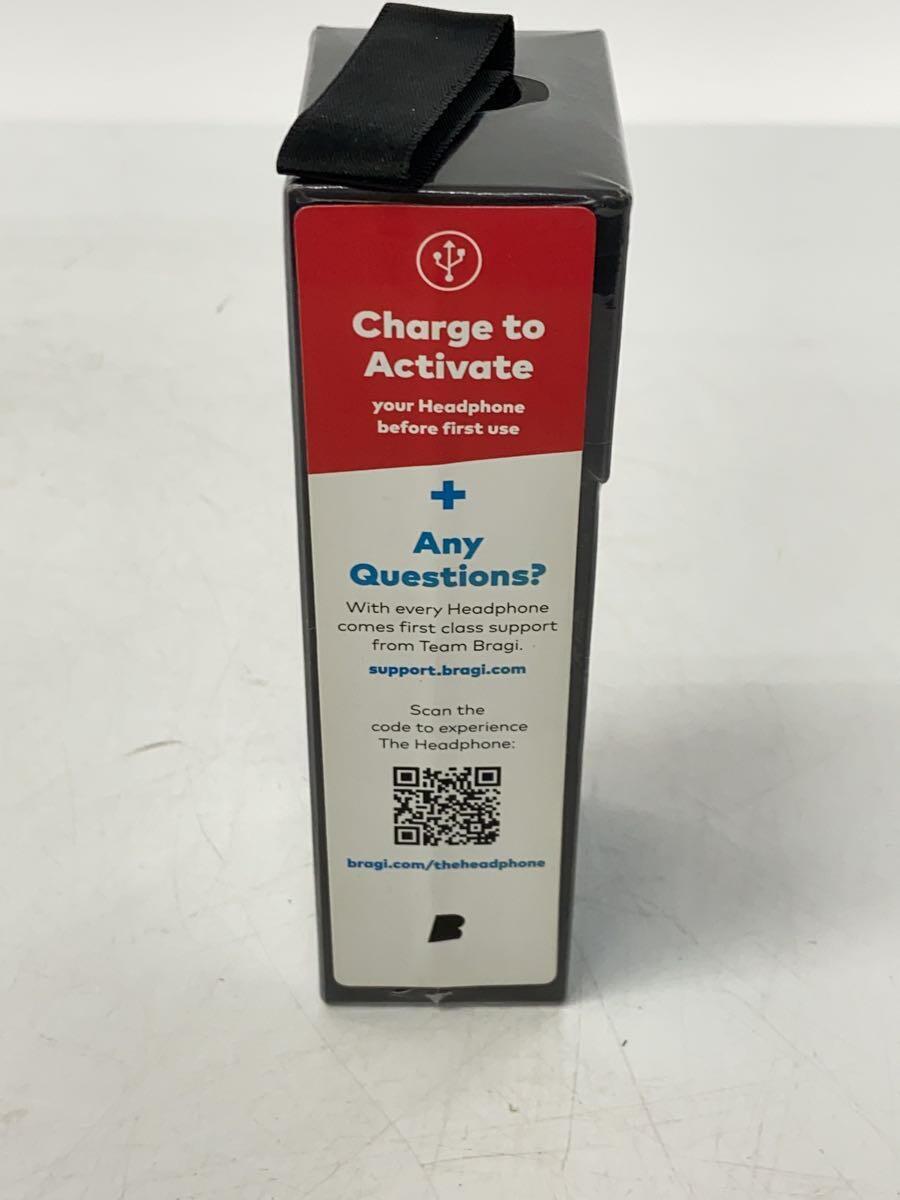 Charge to
Activate
your Headphone
before first use
+
Any
Questions?
With every Headphone
comes first class support
from Team Bragi.
support.bragi.com
Scan the
code to experience
The Headphone:
bragi.com/theheadphone
B